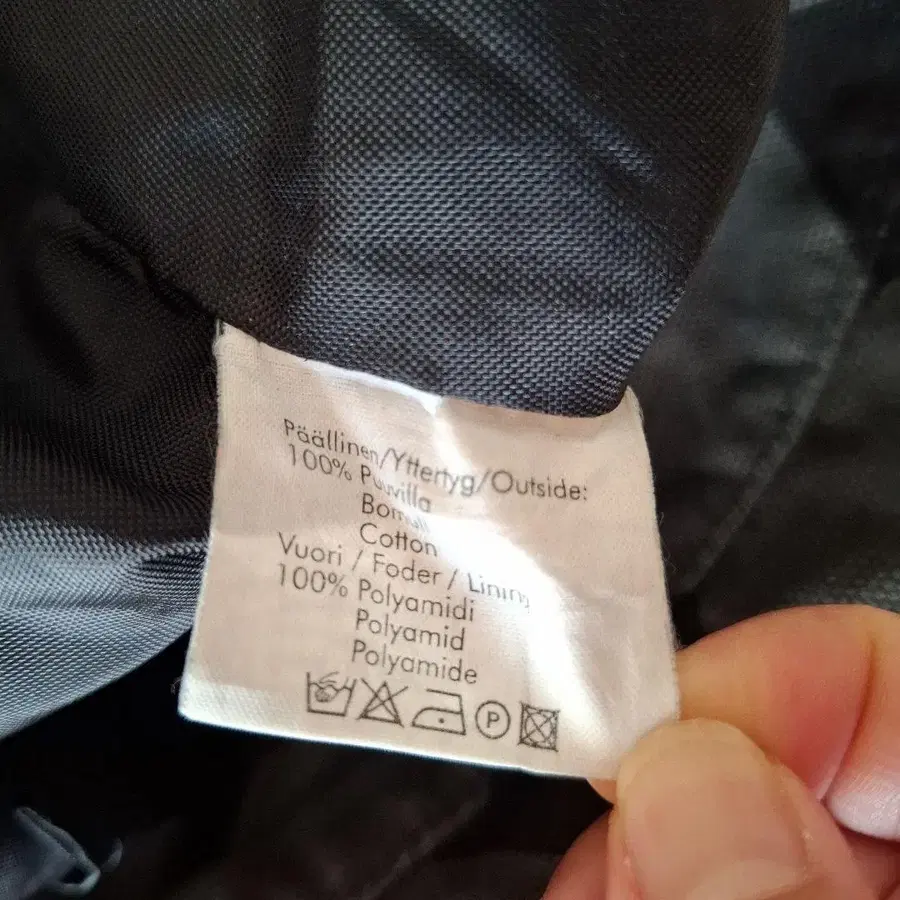 Päällinen/Yttertyg/Outside:
100% Puuvilla
Bomull
Cotton
Vuori / Foder / Lining
100% Polyamidi
Polyamid
Polyamide
P